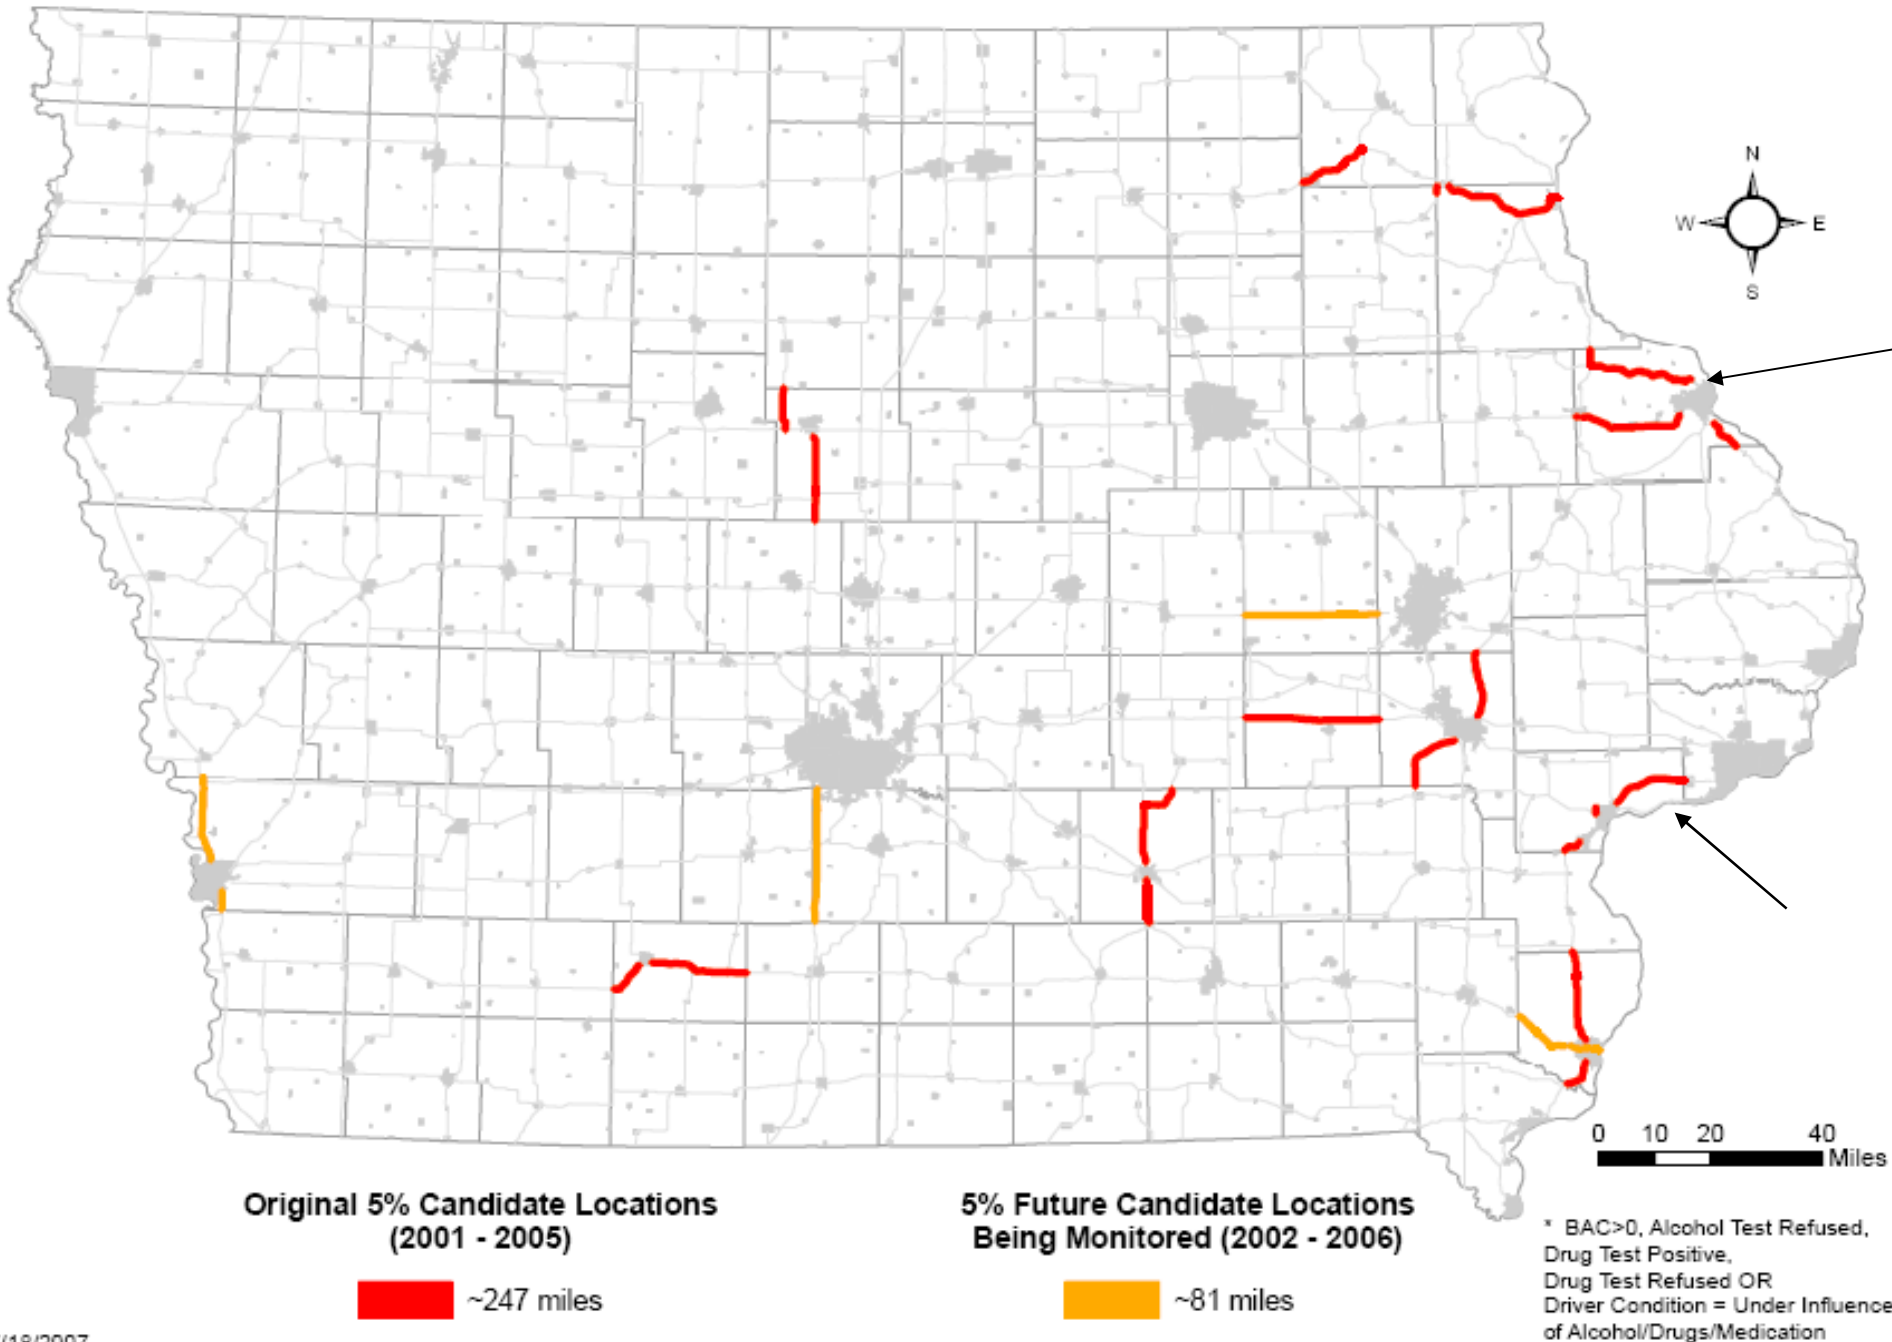 N
W E
S
0 10 20 40
Miles
Original 5% Candidate Locations
(2001 - 2005)
~247 miles
5% Future Candidate Locations
Being Monitored (2002 - 2006)
~81 miles
* BAC>0, Alcohol Test Refused,
Drug Test Positive,
Drug Test Refused OR
Driver Condition = Under Influence
of Alcohol/Drugs/Medication